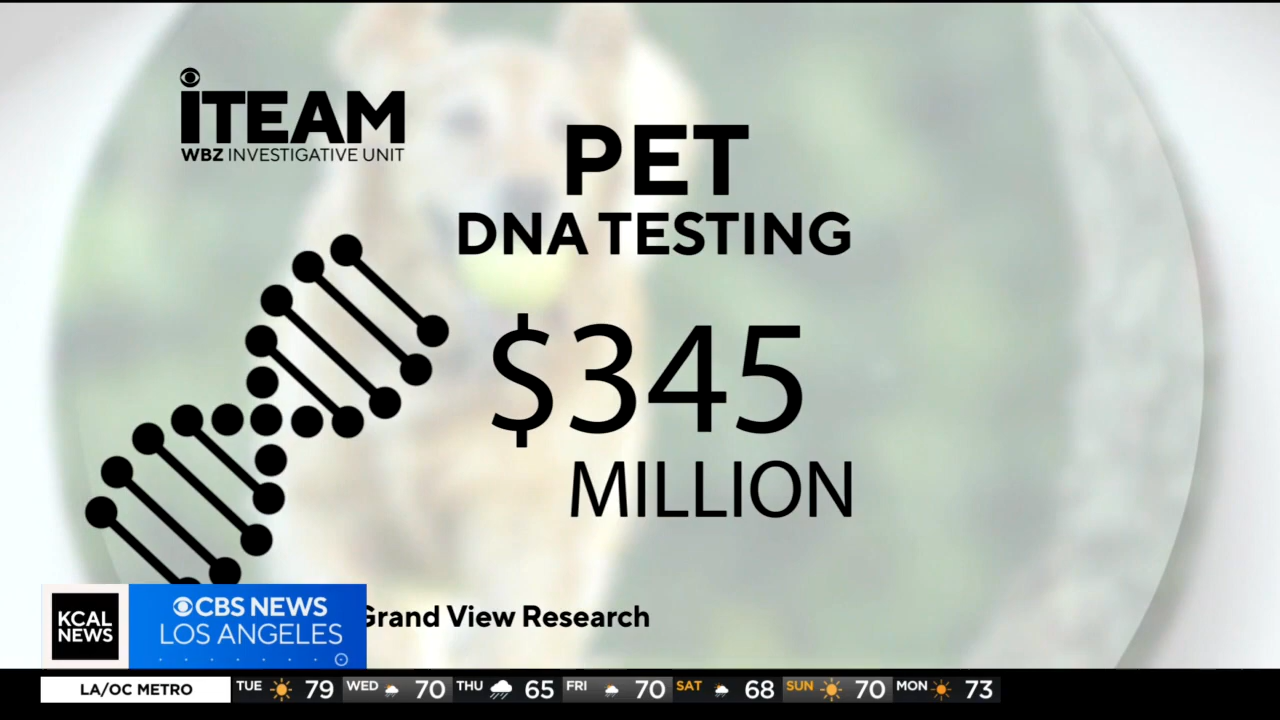 iTEAM
WBZ INVESTIGATIVE UNIT
PET
DNA TESTING
$345
MILLION
Grand View Research
KCAL
NEWS
CBS NEWS
LOS ANGELES
LA/OC METRO TUE 79 WED 70 THU 65 FRI 70 SAT 68 SUN 70 MON 73